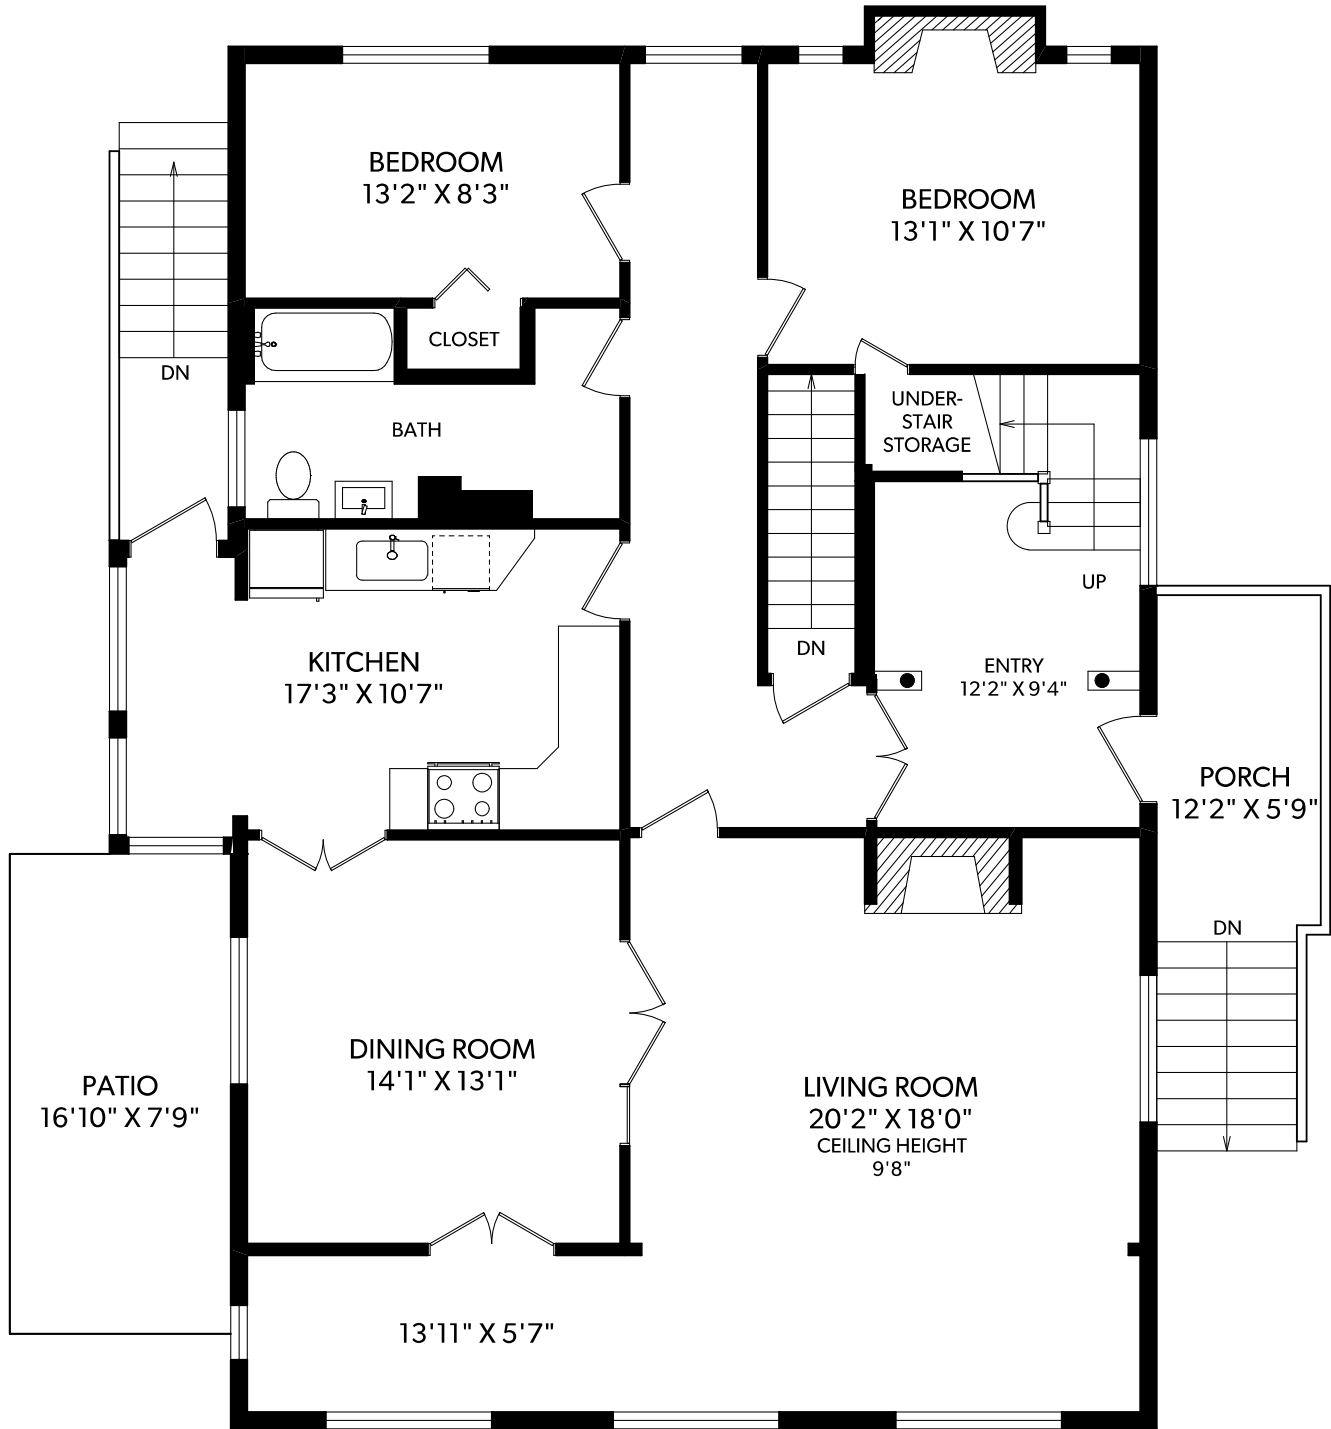 BEDROOM
13'2" X 8'3"
BEDROOM
13'1" X 10'7"
CLOSET
DN
UNDER-
STAIR
STORAGE
BATH
UP
DN
KITCHEN
17'3" X 10'7"
ENTRY
12'2" X 9'4"
PORCH
12'2" X 5'9"
DN
DINING ROOM
14'1" X 13'1"
PATIO
16'10" X 7'9"
LIVING ROOM
20'2" X 18'0"
CEILING HEIGHT
9'8"
13'11" X 5'7"